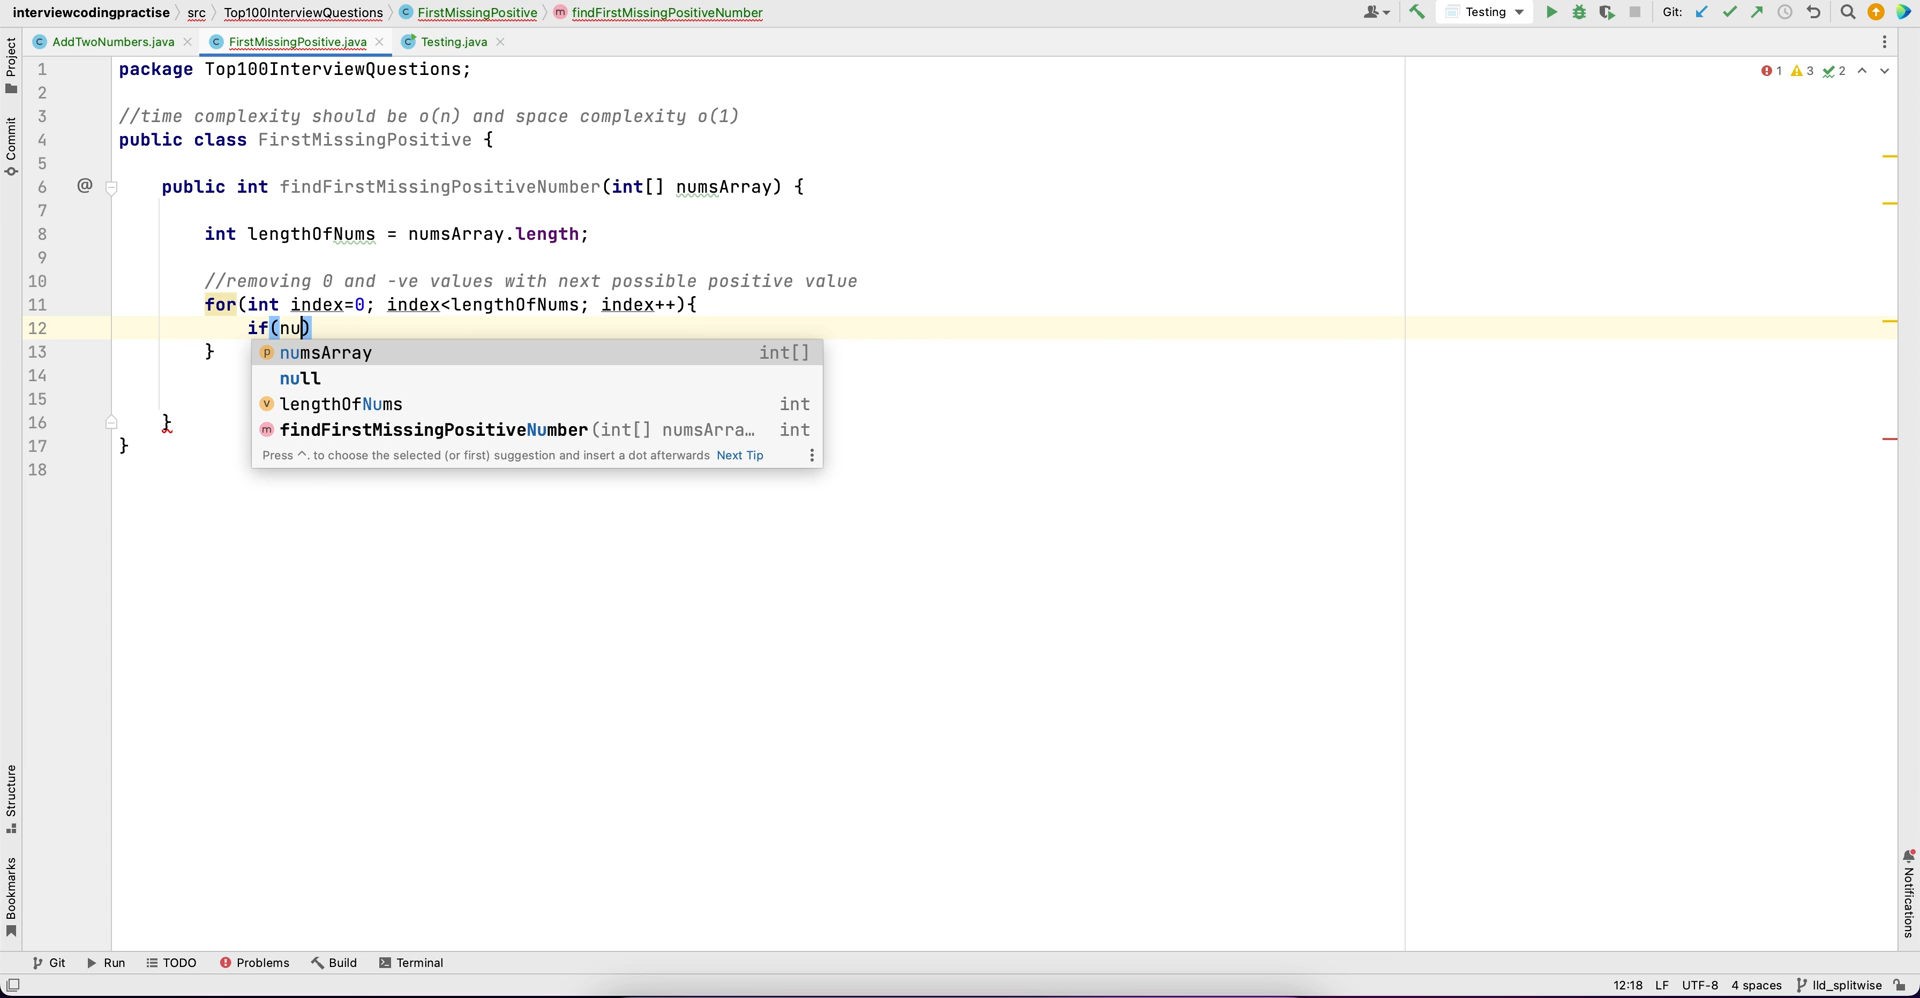 interviewcodingpractise src Top100InterviewQuestions FirstMissingPositive findFirstMissingPositiveNumber Testing Git:
AddTwoNumbers.java FirstMissingPositive.java Testing.java
1 package Top100InterviewQuestions; 1 3 2
2
3 //time complexity should be o(n) and space complexity o(1)
4 public class FirstMissingPositive {
5
6 @ public int findFirstMissingPositiveNumber(int[] numsArray) {
7
8 int lengthOfNums = numsArray.length;
9
10 //removing 0 and -ve values with next possible positive value
11 for(int index=0; index<lengthOfNums; index++){
12 if(nu)
13 }
14
15
16 }
17 }
18
numsArray int[]
null
lengthOfNums int
findFirstMissingPositiveNumber(int[] numsArra... int
Press ^. to choose the selected (or first) suggestion and insert a dot afterwards Next Tip
Project
Commit
Structure
Bookmarks
Notifications
Git Run TODO Problems Build Terminal
12:18 LF UTF-8 4 spaces lld_splitwise